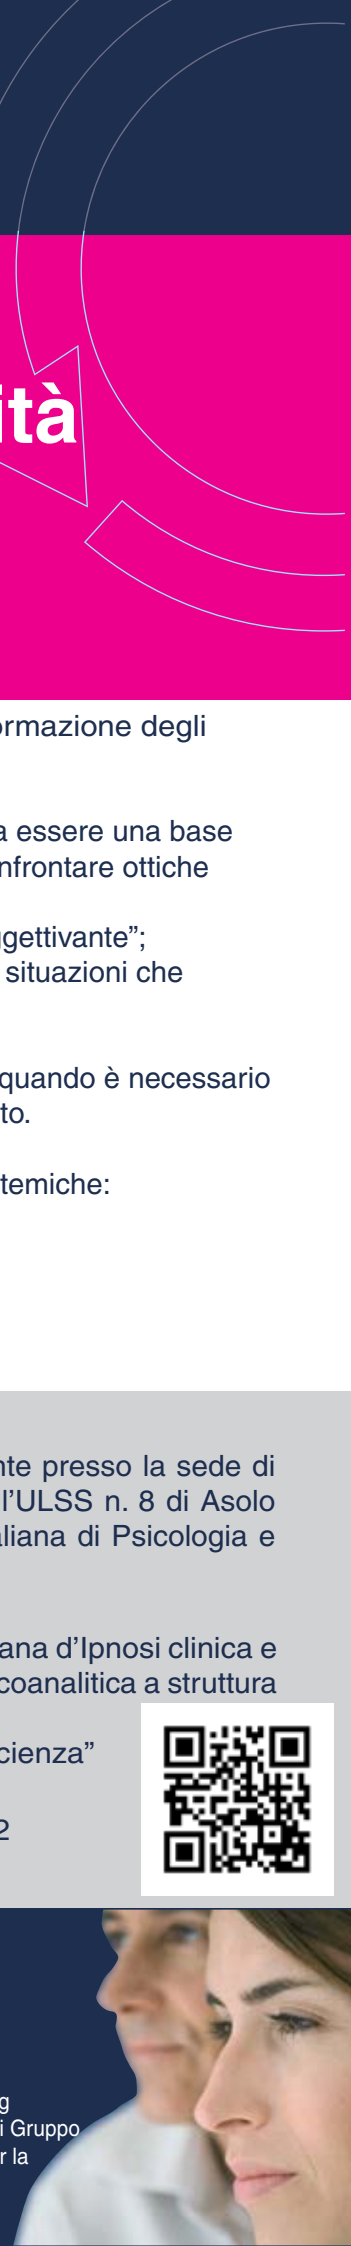 ità
ormazione degli
a essere una base
nfrontare ottiche
ggettivante”;
situazioni che
quando è necessario
to.
temiche:
nte presso la sede di
l’ULSS n. 8 di Asolo
aliana di Psicologia e
ana d’Ipnosi clinica e
coanalitica a struttura
cienza”
2
g
i Gruppo
r la